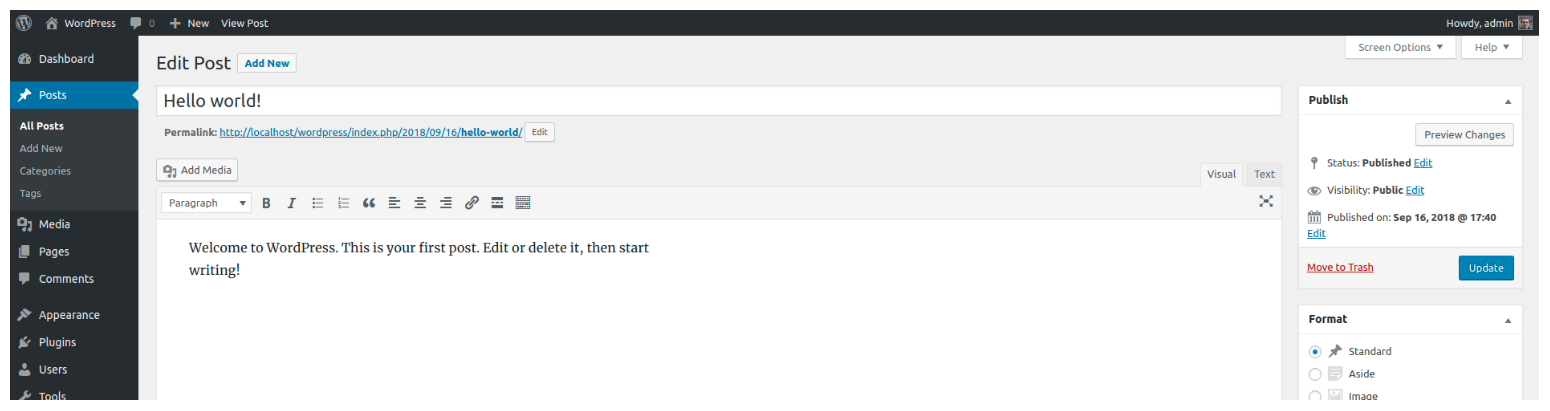 WordPress 0 New View Post Howdy, admin
Screen Options ▼ Help ▼
Dashboard
Posts
All Posts
Add New
Categories
Tags
Media
Pages
Comments
Appearance
Plugins
Users
Tools
Edit Post Add New
Hello world!
Permalink: http://localhost/wordpress/index.php/2018/09/16/hello-world/ Edit
Add Media
Visual Text
Paragraph ▼ B I
Welcome to WordPress. This is your first post. Edit or delete it, then start
writing!
Publish ▲
Preview Changes
Status: Published Edit
Visibility: Public Edit
Published on: Sep 16, 2018 @ 17:40
Edit
Move to Trash Update
Format ▲
Standard
Aside
Image